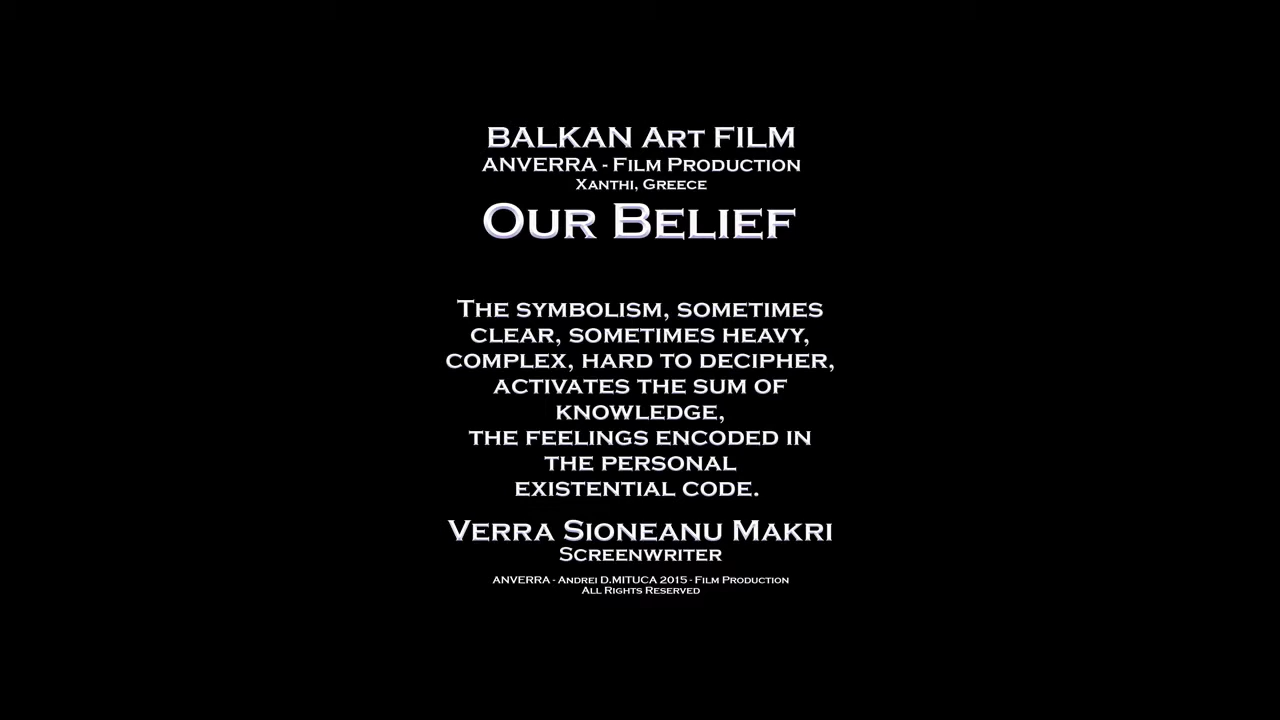 BALKAN Art FILM
ANVERRA - Film Production
Xanthi, Greece
Our Belief
The symbolism, sometimes
clear, sometimes heavy,
complex, hard to decipher,
activates the sum of
knowledge,
the feelings encoded in
the personal
existential code.
Verra Sioneanu Makri
Screenwriter
ANVERRA - Andrei D.MITUCA 2015 - Film Production
All Rights Reserved